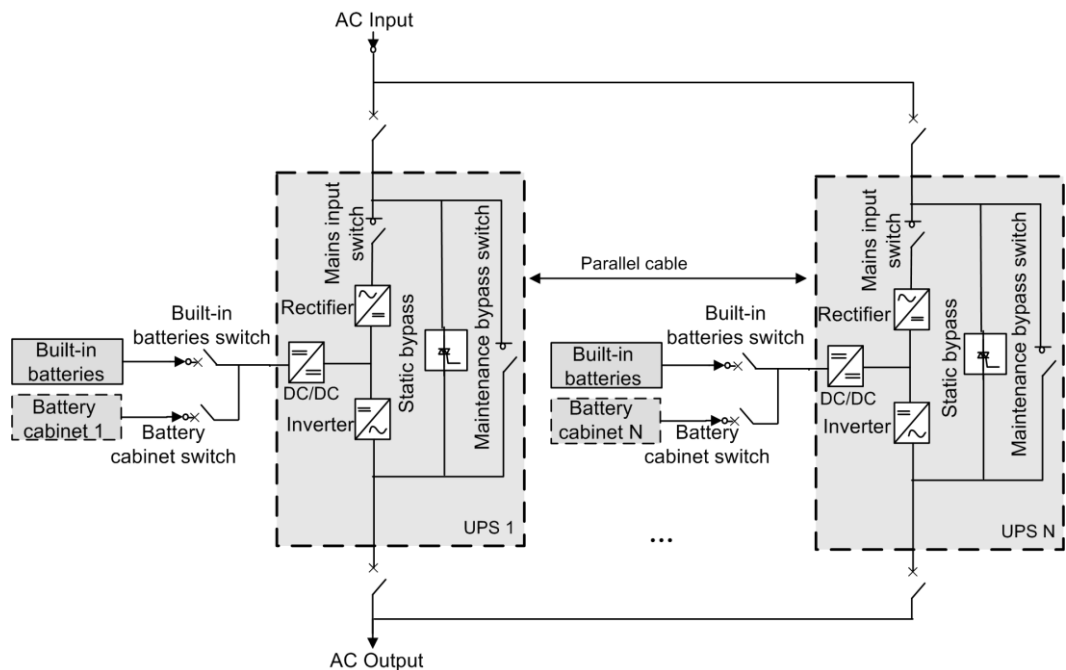 AC Input
Mains input
switch
Rectifier
Static bypass
Maintenance bypass switch
Built-in
batteries switch
Built-in
batteries
DC/DC
Battery
cabinet 1
Battery
cabinet switch
Inverter
UPS 1
Parallel cable
Mains input
switch
Rectifier
Static bypass
Maintenance bypass switch
Built-in
batteries switch
Built-in
batteries
DC/DC
Battery
cabinet N
Battery
cabinet switch
Inverter
UPS N
...
AC Output